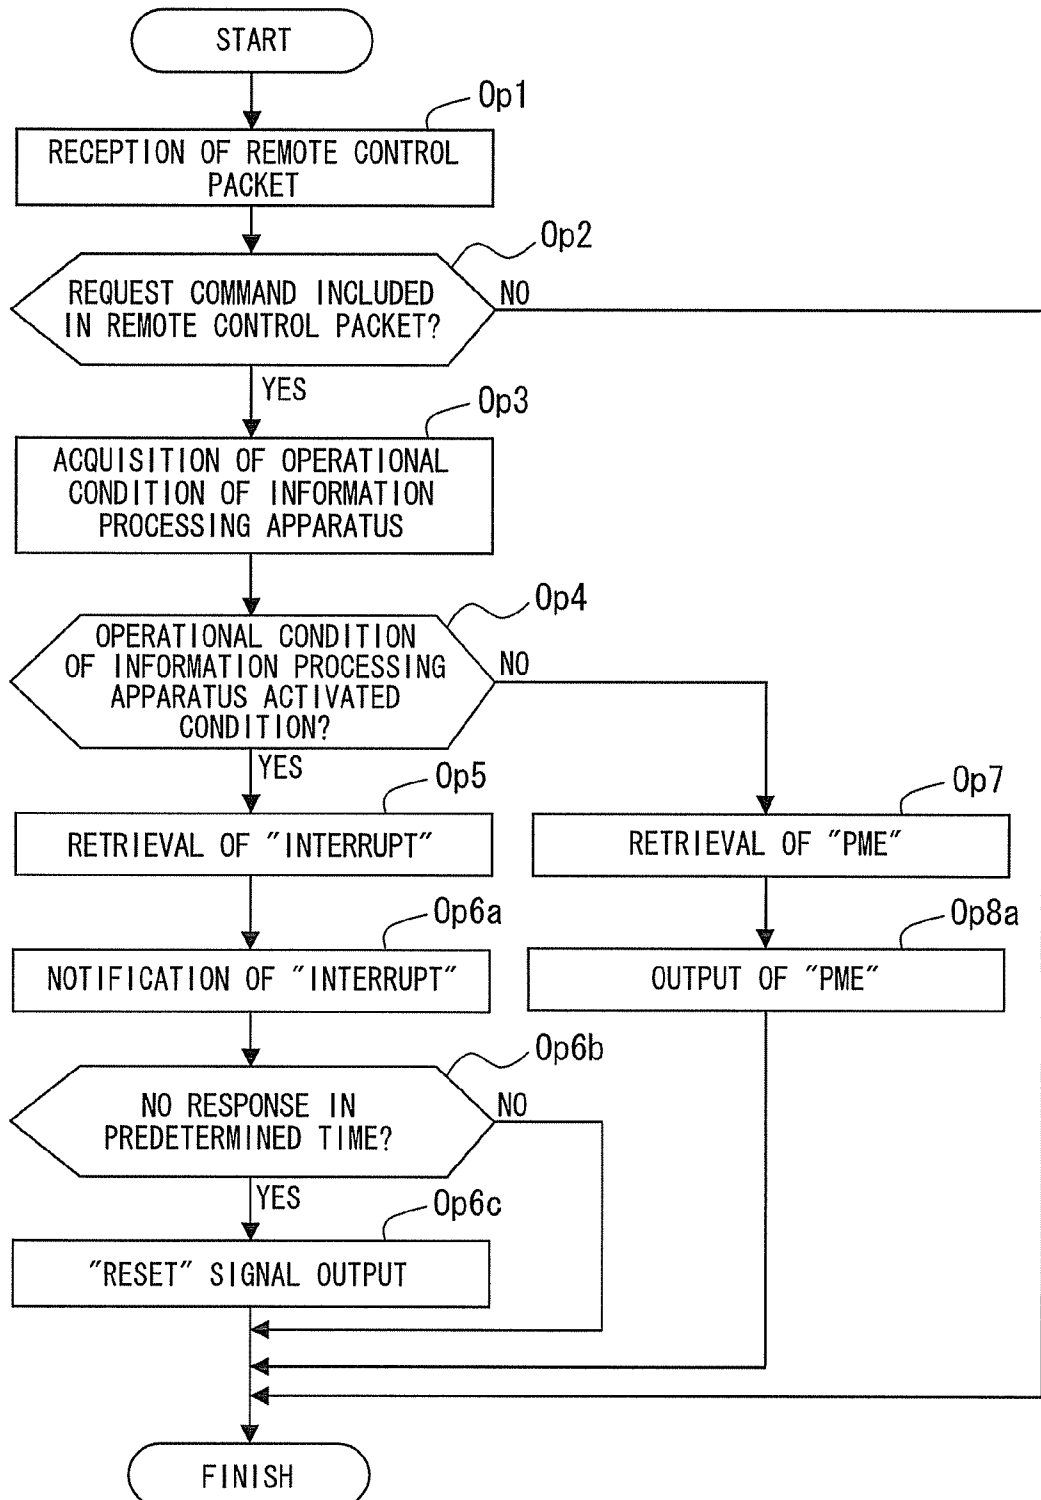 START
Op1
RECEPTION OF REMOTE CONTROL
PACKET
Op2
REQUEST COMMAND INCLUDED
IN REMOTE CONTROL PACKET?
NO
YES
Op3
ACQUISITION OF OPERATIONAL
CONDITION OF INFORMATION
PROCESSING APPARATUS
Op4
OPERATIONAL CONDITION
OF INFORMATION PROCESSING
APPARATUS ACTIVATED
CONDITION?
NO
YES
Op5
RETRIEVAL OF "INTERRUPT"
Op7
RETRIEVAL OF "PME"
Op6a
NOTIFICATION OF "INTERRUPT"
Op8a
OUTPUT OF "PME"
Op6b
NO RESPONSE IN
PREDETERMINED TIME?
NO
YES
Op6c
"RESET" SIGNAL OUTPUT
FINISH